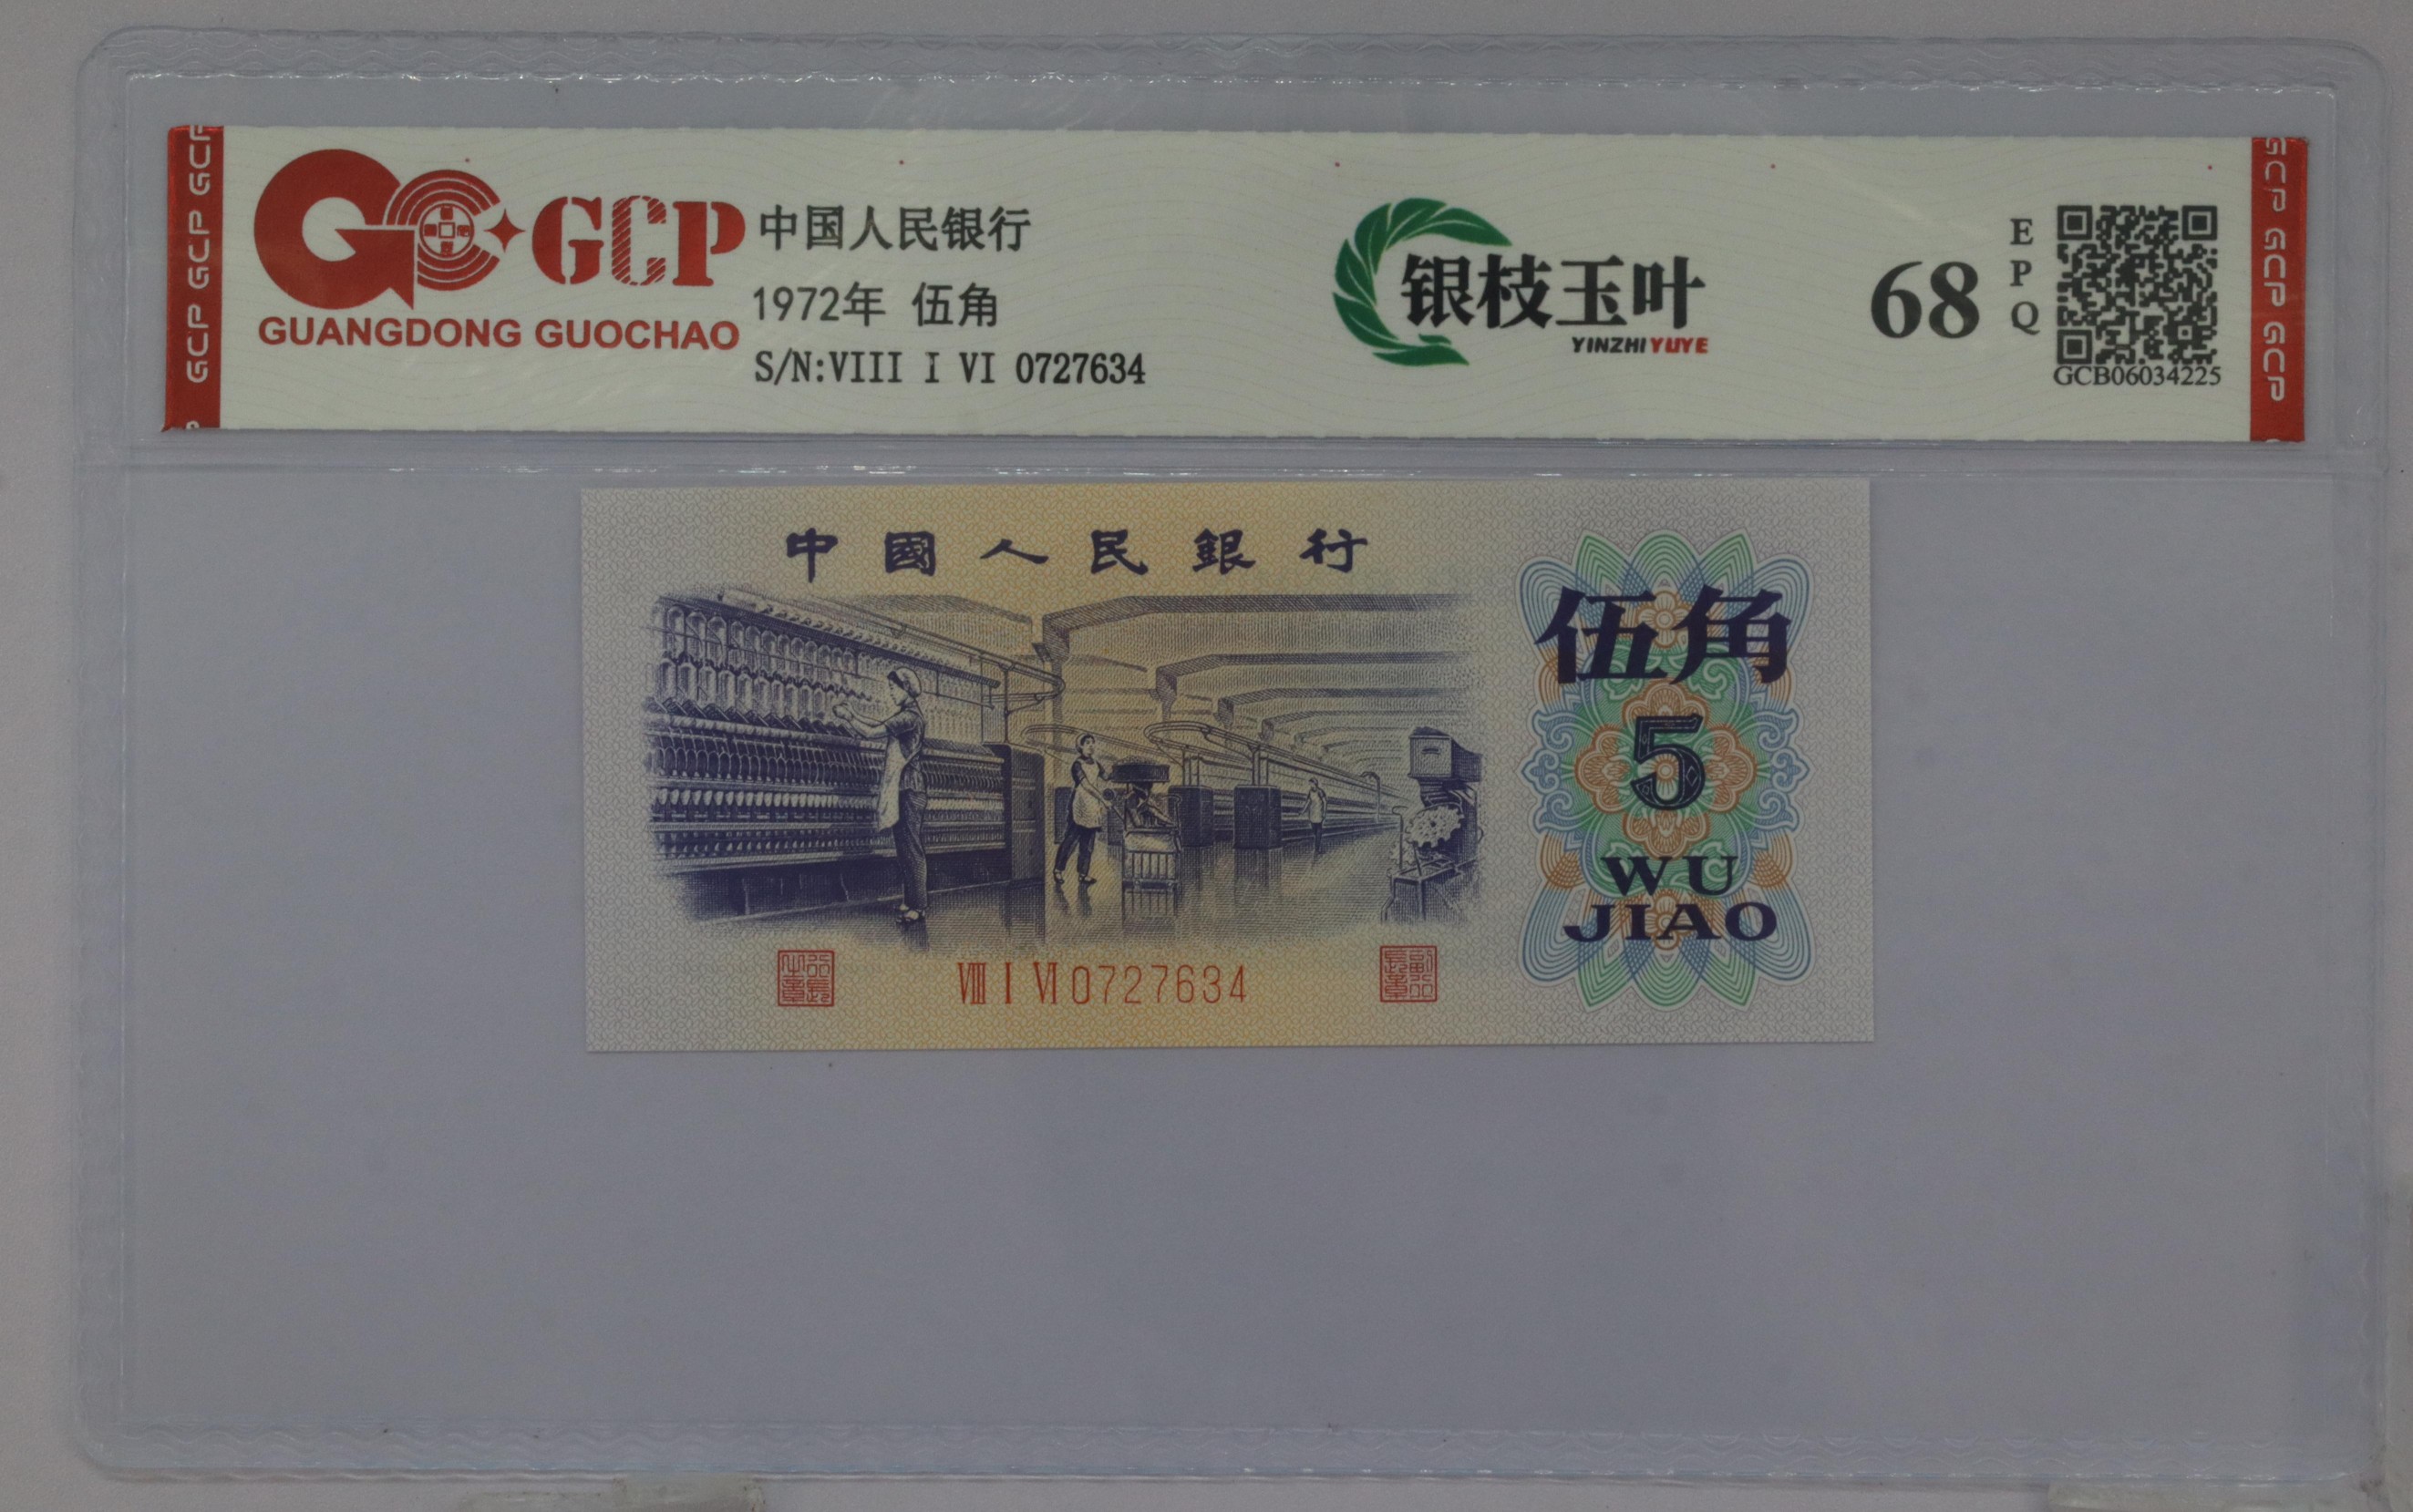 GCP GCP GCP
GCP
GUANGDONG GUOCHAO
中国人民银行
1972年 伍角
S/N:VIII I VI 0727634
银枝玉叶
YINZHI YUYE
68
EPQ
GCB06034225
GCP GCP GCP
中國人民銀行
伍角
5
WU
JIAO
VIII I VI 0727634